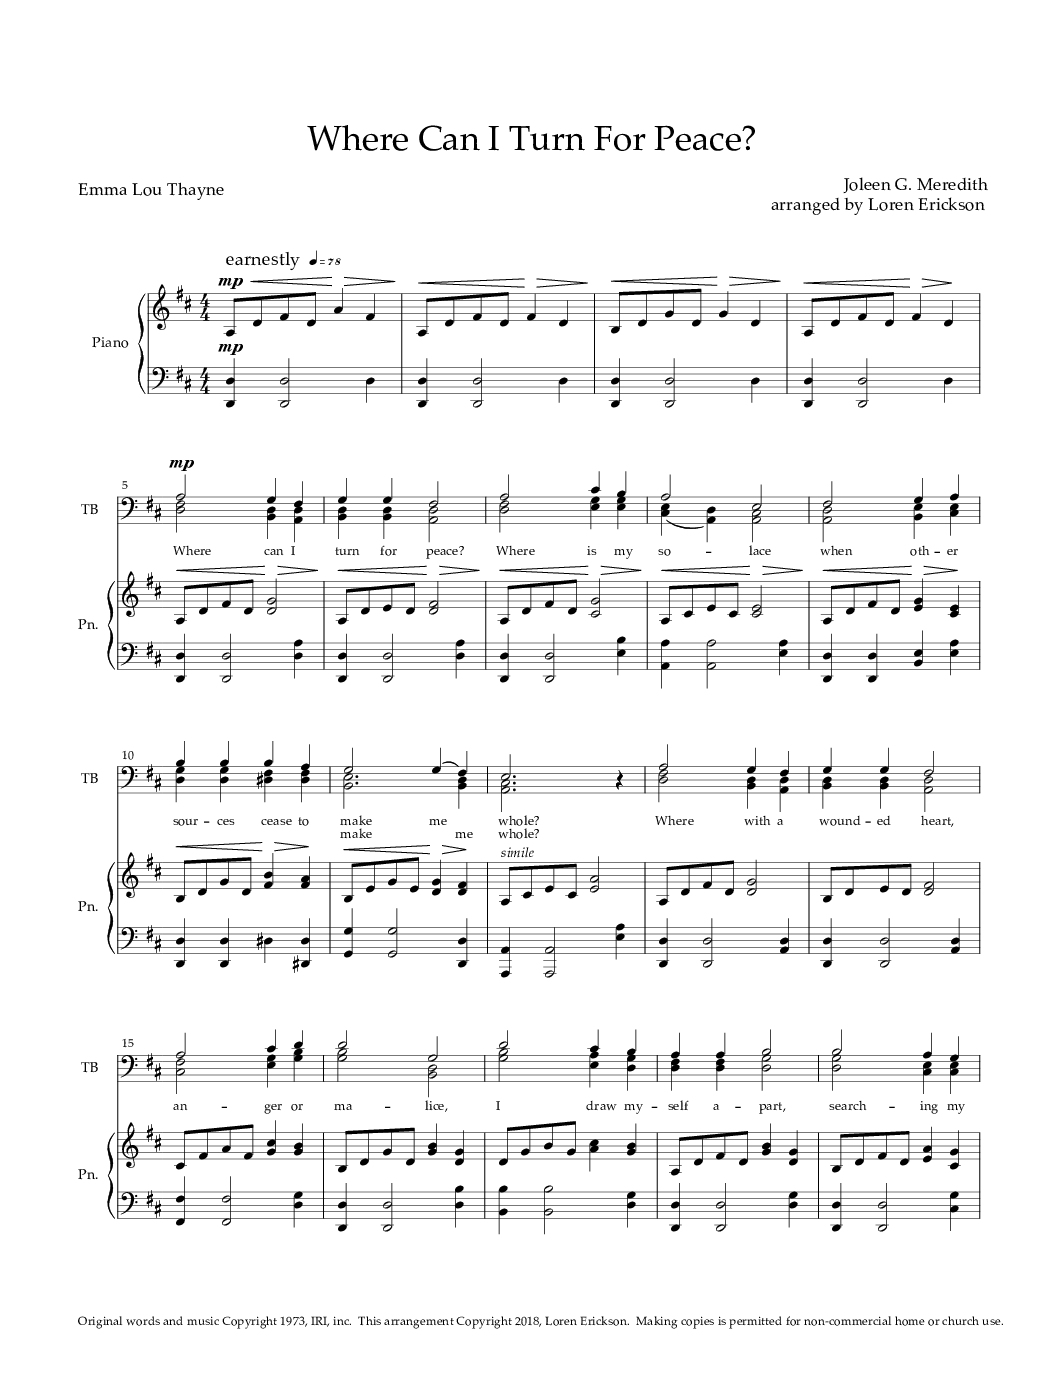 Where Can I Turn For Peace?
Emma Lou Thayne
Joleen G. Meredith
arranged by Loren Erickson
earnestly ♩=78
mp
Piano
mp
mp
5
TB
Where can I turn for peace? Where is my so - lace when oth - er
Pn.
10
TB
sour - ces cease to make me whole? Where with a wound - ed heart,
make me whole?
simile
Pn.
15
TB
an - ger or ma - lice, I draw my - self a - part, search - ing my
Pn.
Original words and music Copyright 1973, IRI, inc. This arrangement Copyright 2018, Loren Erickson. Making copies is permitted for non-commercial home or church use.